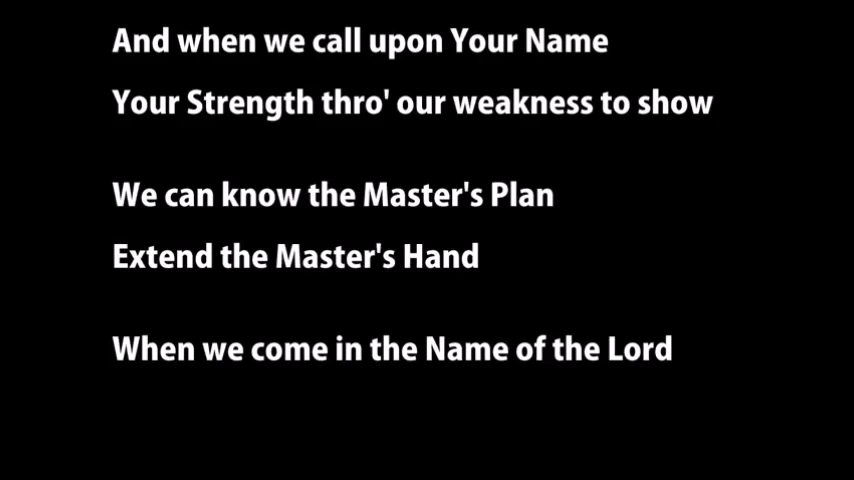 And when we call upon Your Name
Your Strength thro' our weakness to show
We can know the Master's Plan
Extend the Master's Hand
When we come in the Name of the Lord